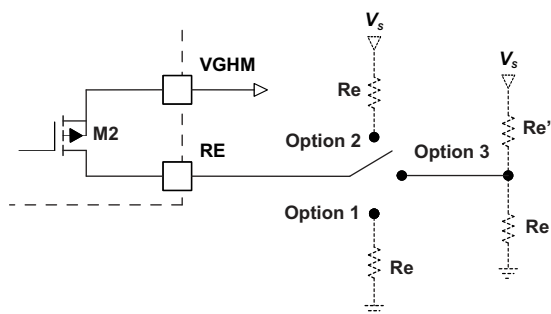 Vs
Vs
VGHM
Re
Re'
M2
Option 2
RE
Option 3
Option 1
Re
Re